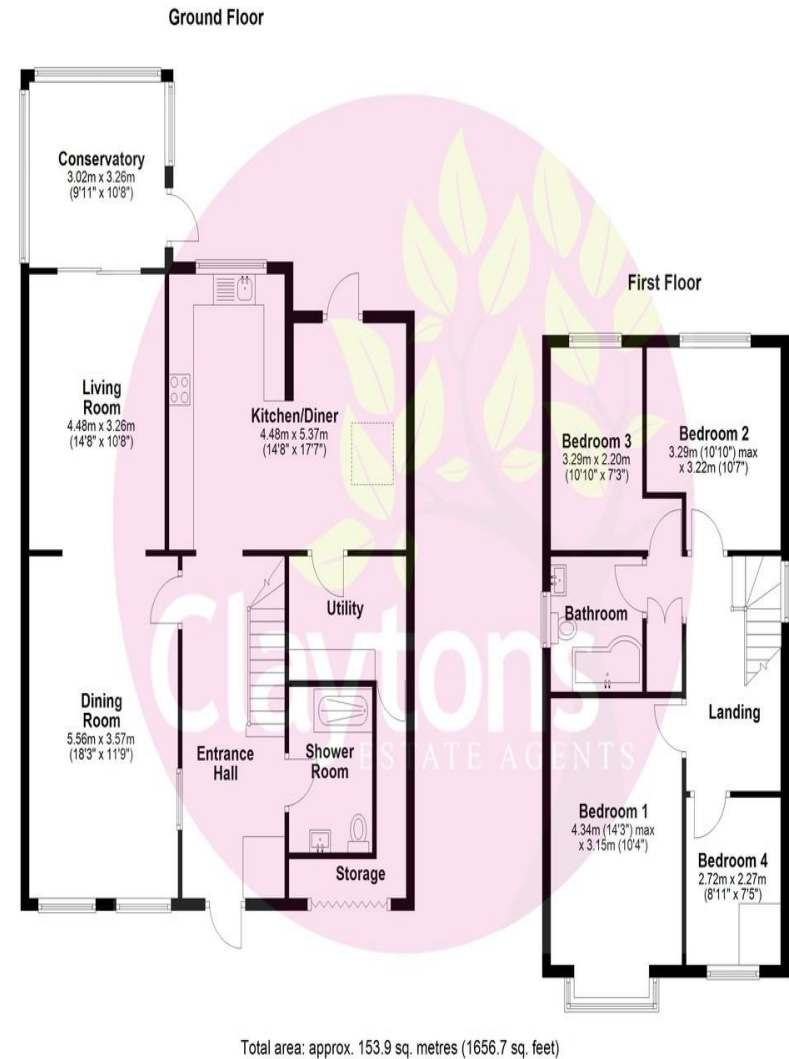 Ground Floor
Conservatory
3.02m x 3.26m
(9'11" x 10'8")
Living
Room
4.48m x 3.26m
(14'8" x 10'8")
Kitchen/Diner
4.48m x 5.37m
(14'8" x 17'7")
Utility
Dining
Room
5.56m x 3.57m
(18'3" x 11'9")
Entrance
Hall
Shower
Room
Storage
First Floor
Bedroom 3
3.29m x 2.20m
(10'10" x 7'3")
Bedroom 2
3.29m (10'10") max
x 3.22m (10'7")
Bathroom
Landing
Bedroom 1
4.34m (14'3") max
x 3.15m (10'4")
Bedroom 4
2.72m x 2.27m
(8'11" x 7'5")
Claytons
ESTATE AGENTS
Total area: approx. 153.9 sq. metres (1656.7 sq. feet)